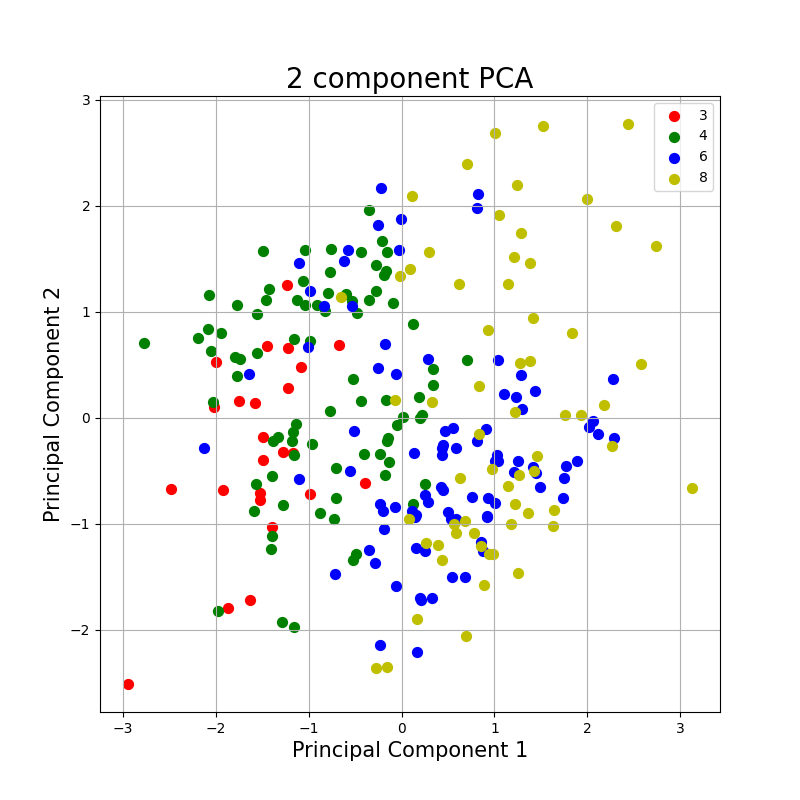 2 component PCA
3
4
6
8
3
2
1
0
−1
−2
Principal Component 2
−3 −2 −1 0 1 2 3
Principal Component 1